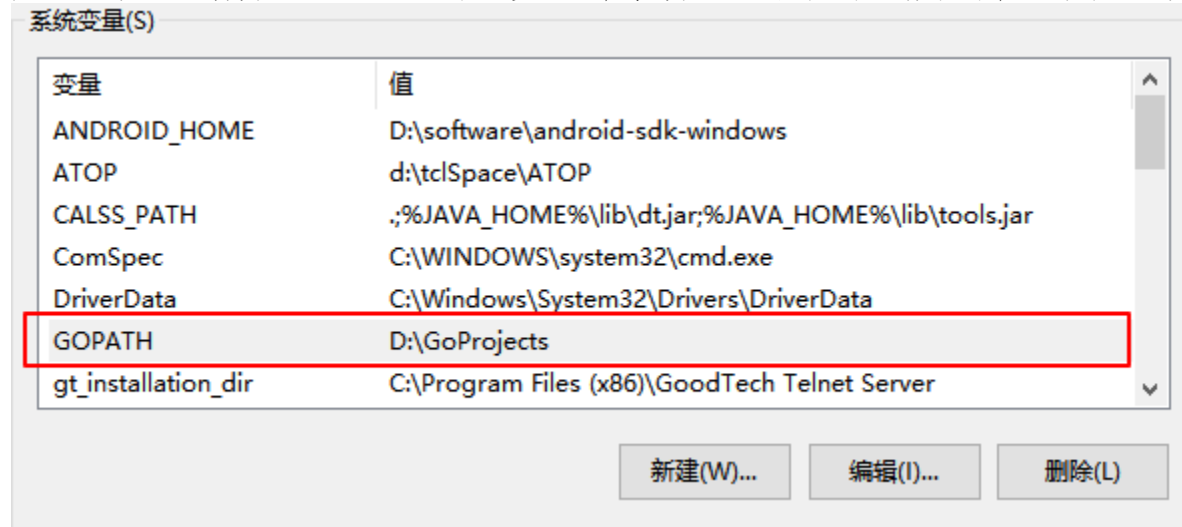 系统变量(S)
变量 值
ANDROID_HOME D:\software\android-sdk-windows
ATOP d:\tclSpace\ATOP
CALSS_PATH .;%JAVA_HOME%\lib\dt.jar;%JAVA_HOME%\lib\tools.jar
ComSpec C:\WINDOWS\system32\cmd.exe
DriverData C:\Windows\System32\Drivers\DriverData
GOPATH D:\GoProjects
gt_installation_dir C:\Program Files (x86)\GoodTech Telnet Server
新建(W)... 编辑(I)... 删除(L)